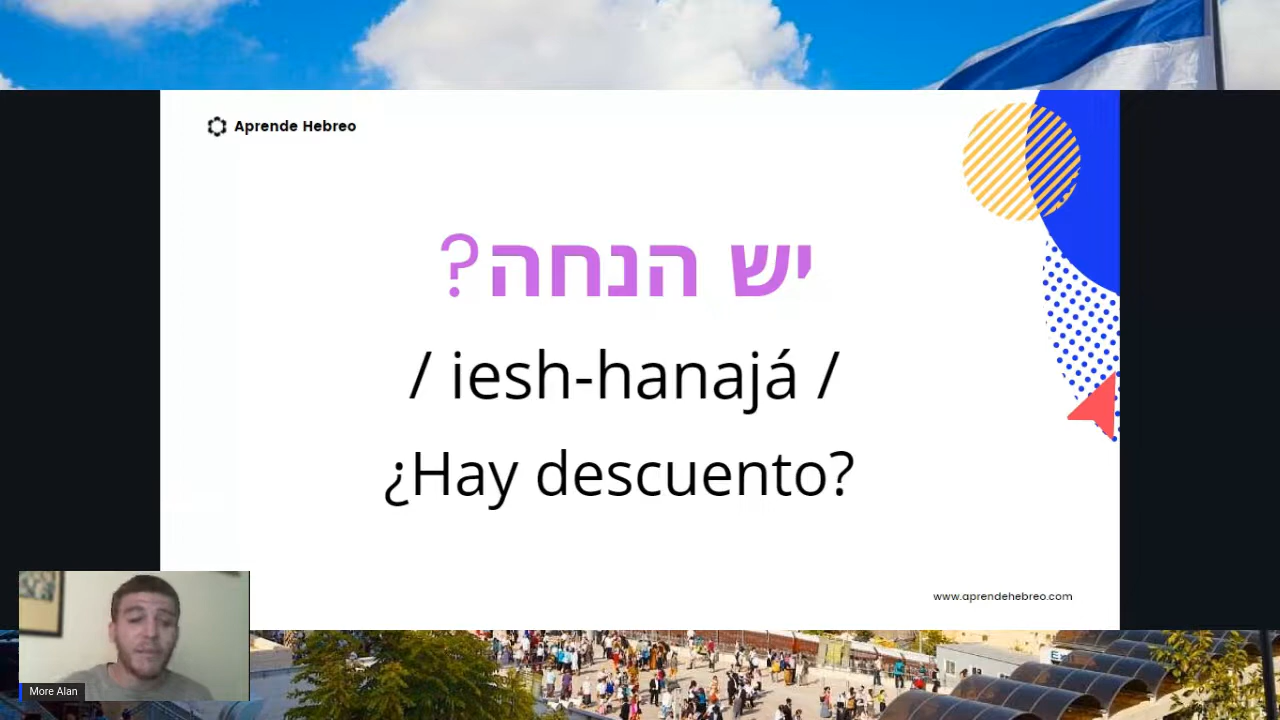 Aprende Hebreo
יש הנחה?
/ iesh-hanajá /
¿Hay descuento?
www.aprendehebreo.com
More Alan